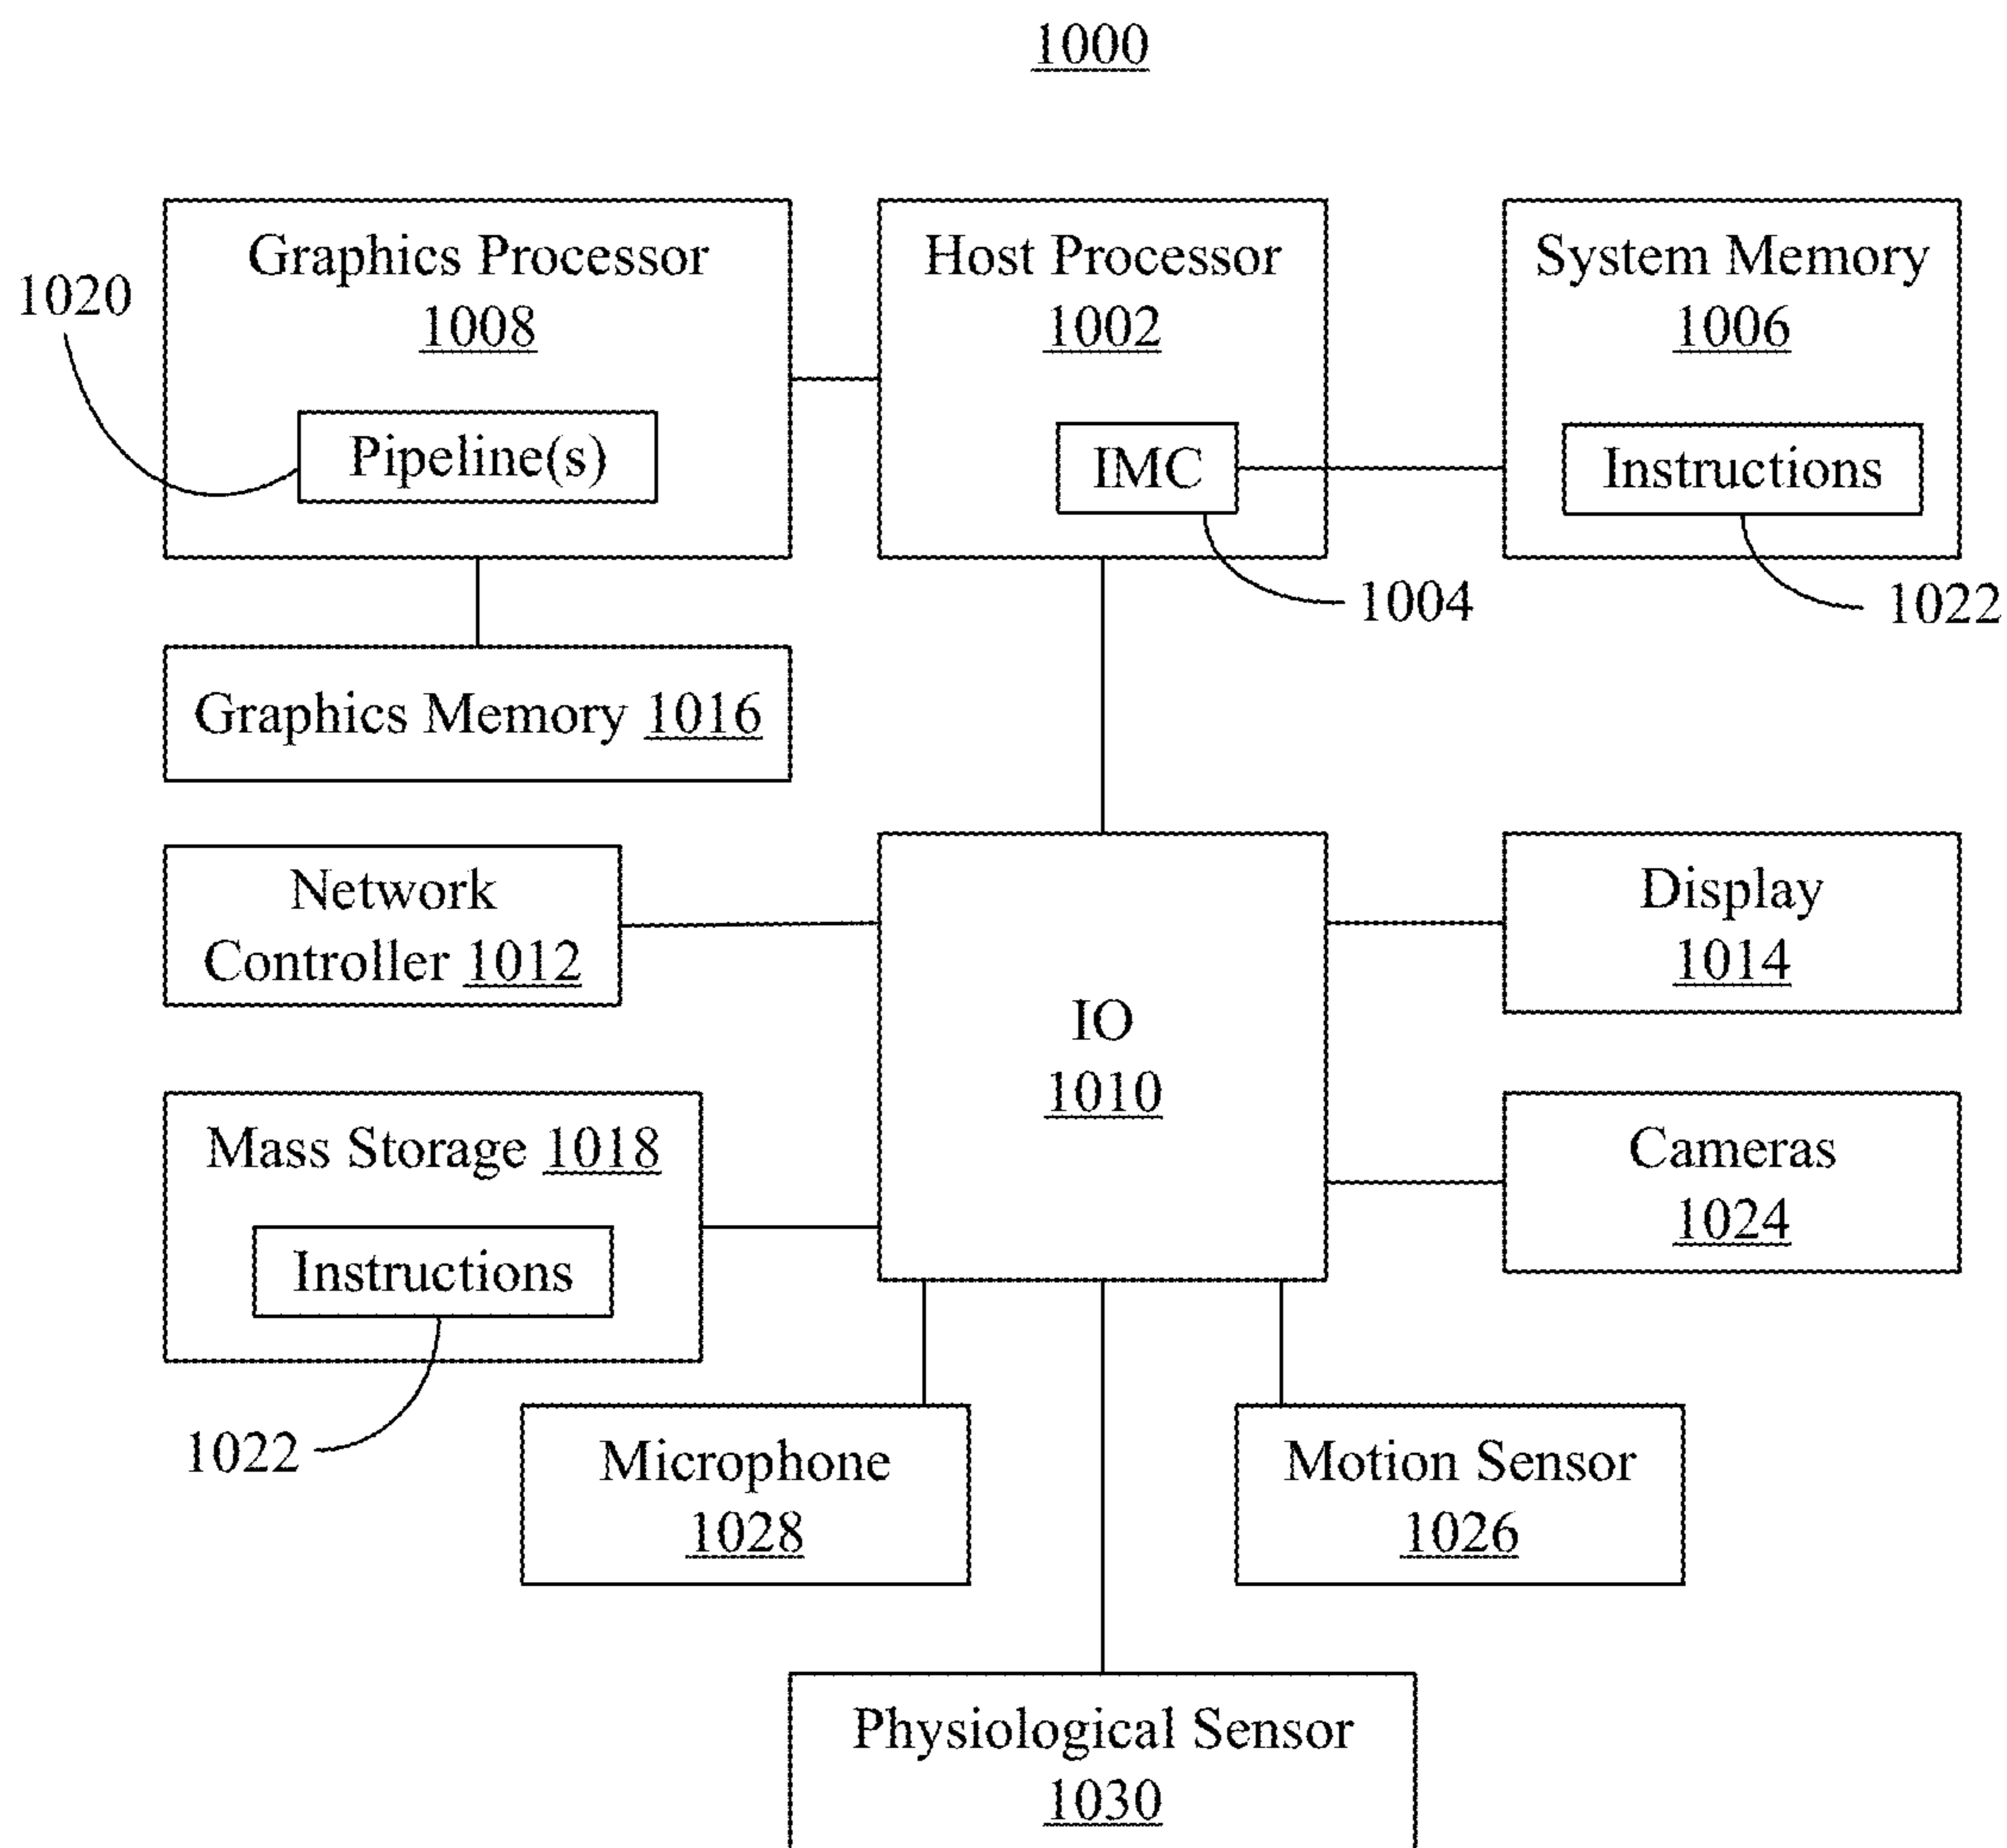 1000
Graphics Processor
1008
Host Processor
1002
System Memory
1006
1020
Pipeline(s)
IMC
Instructions
1004
1022
Graphics Memory 1016
Network
Controller 1012
IO
1010
Display
1014
Mass Storage 1018
Instructions
1022
Cameras
1024
Microphone
1028
Motion Sensor
1026
Physiological Sensor
1030